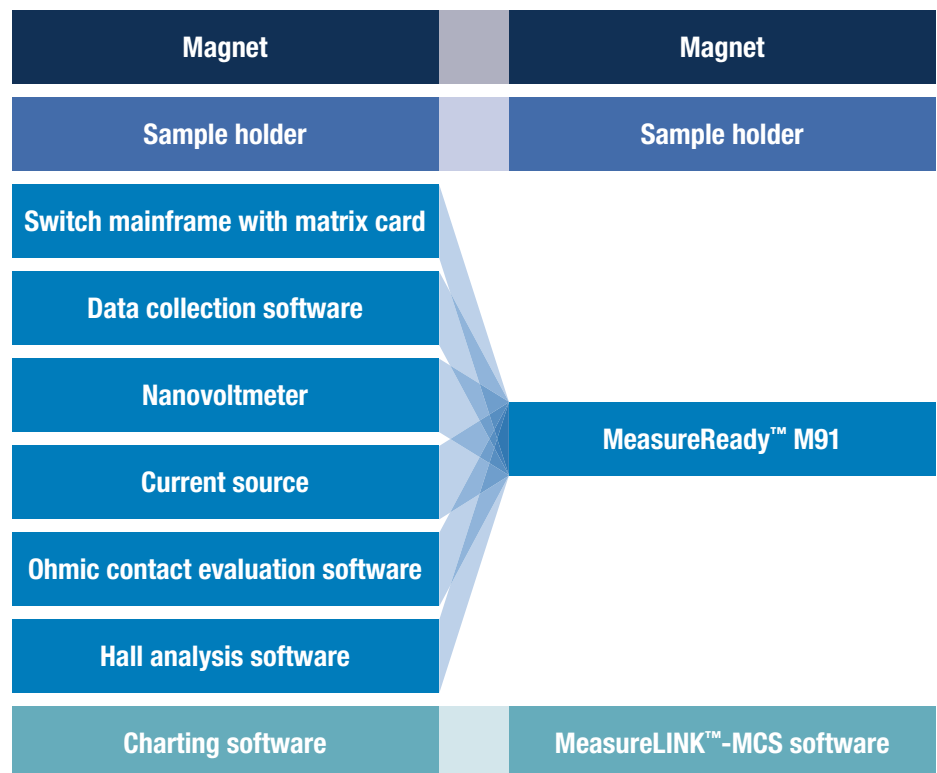 Magnet
Magnet
Sample holder
Sample holder
Switch mainframe with matrix card
Data collection software
Nanovoltmeter
MeasureReady™ M91
Current source
Ohmic contact evaluation software
Hall analysis software
Charting software
MeasureLINK™-MCS software